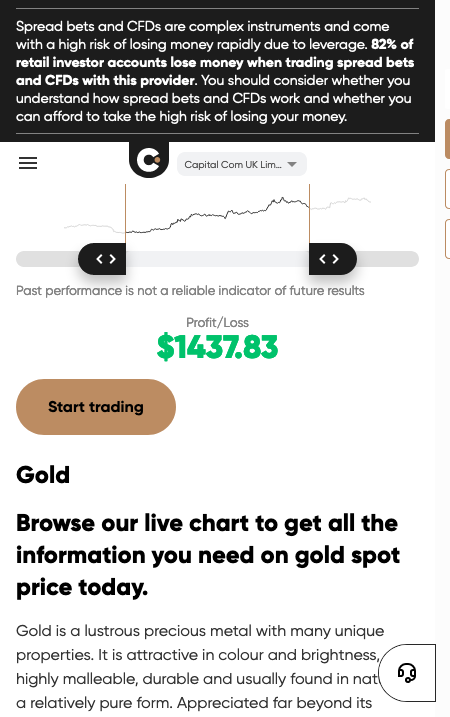 Spread bets and CFDs are complex instruments and come
with a high risk of losing money rapidly due to leverage. 82% of
retail investor accounts lose money when trading spread bets
and CFDs with this provider. You should consider whether you
understand how spread bets and CFDs work and whether you
can afford to take the high risk of losing your money.
Capital Com UK Lim...
Past performance is not a reliable indicator of future results
Profit/Loss
$1437.83
Start trading
Gold
Browse our live chart to get all the
information you need on gold spot
price today.
Gold is a lustrous precious metal with many unique
properties. It is attractive in colour and brightness,
highly malleable, durable and usually found in nat
a relatively pure form. Appreciated far beyond its